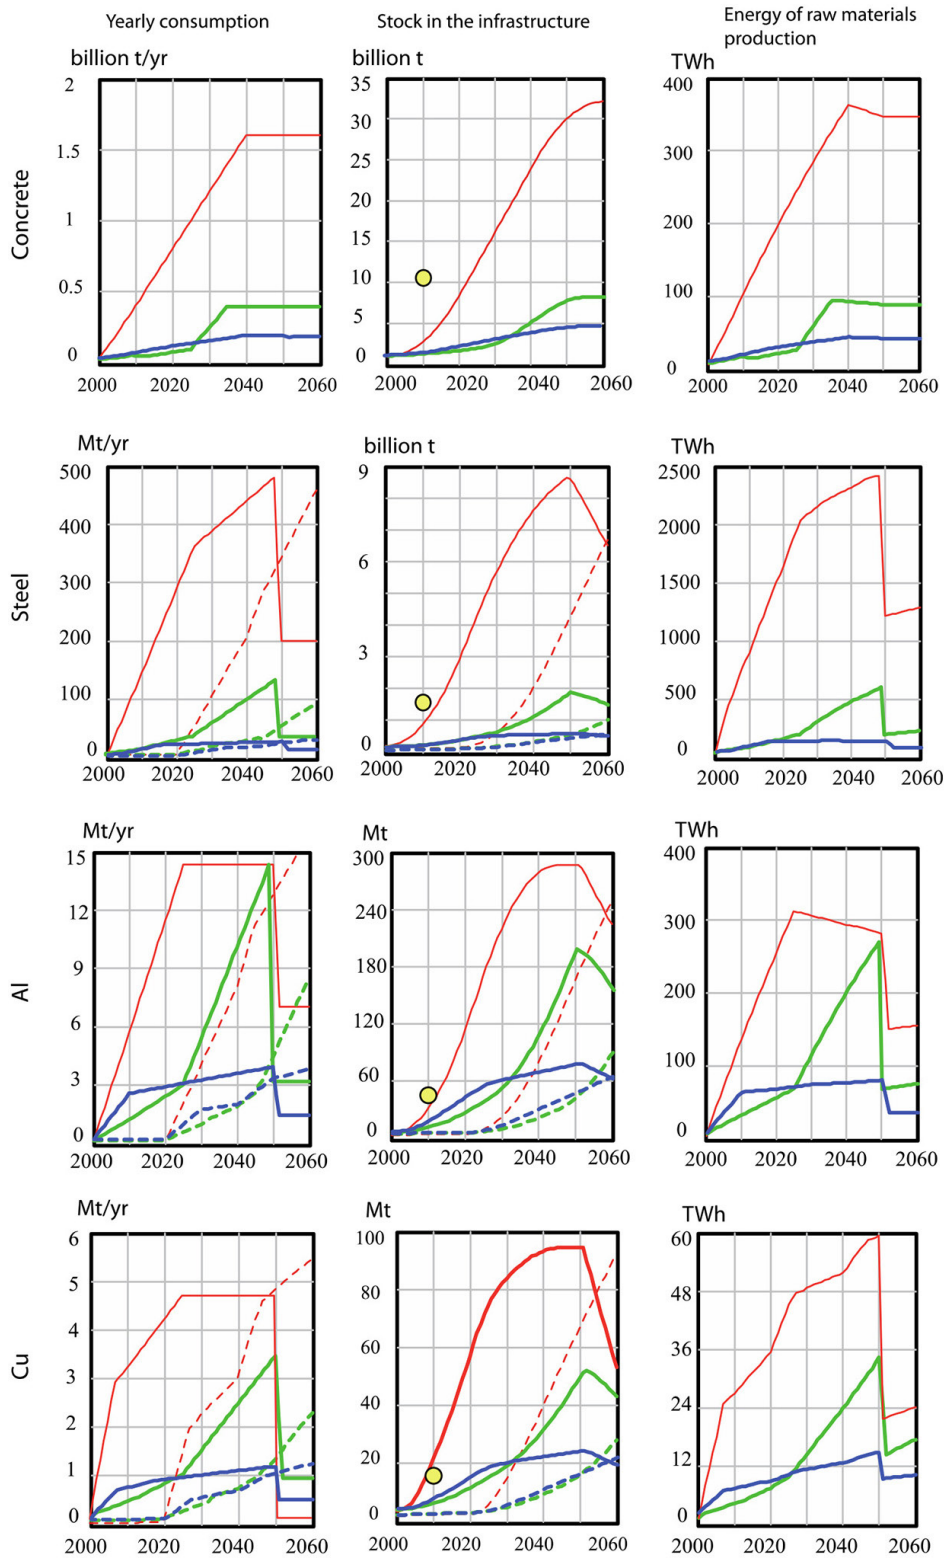 Yearly consumption
Stock in the infrastructure
Energy of raw materials
production
Concrete
billion t/yr
2
1.5
1
0.5
0
2000 2020 2040 2060
billion t
35
30
25
20
15
10
5
0
2000 2020 2040 2060
TWh
400
300
200
100
0
2000 2020 2040 2060
Steel
Mt/yr
500
400
300
200
100
0
2000 2020 2040 2060
billion t
9
6
3
0
2000 2020 2040 2060
TWh
2500
2000
1500
1000
500
0
2000 2020 2040 2060
Al
Mt/yr
15
12
9
6
3
0
2000 2020 2040 2060
Mt
300
240
180
120
60
0
2000 2020 2040 2060
TWh
400
300
200
100
0
2000 2020 2040 2060
Cu
Mt/yr
6
5
4
3
2
1
0
2000 2020 2040 2060
Mt
100
80
60
40
20
0
2000 2020 2040 2060
TWh
60
48
36
24
12
0
2000 2020 2040 2060